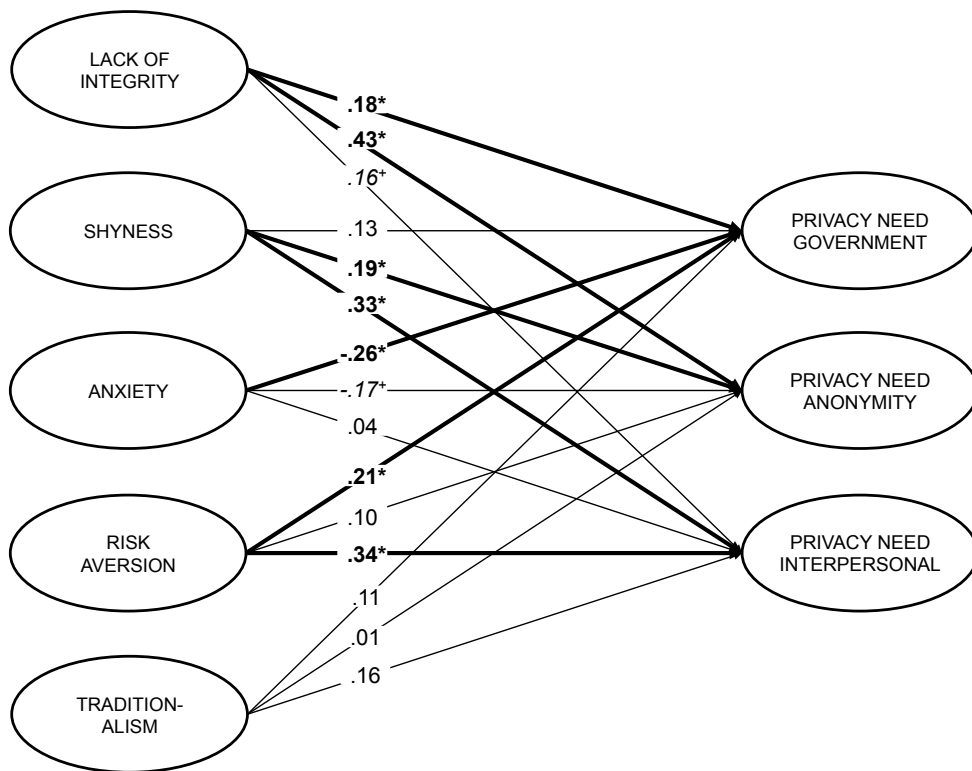 LACK OF
INTEGRITY
SHYNESS
ANXIETY
RISK
AVERSION
TRADITION-
ALISM
.18*
.43*
.16+
.13
.19*
.33*
-.26*
-.17+
.04
.21*
.10
.34*
.11
.01
.16
PRIVACY NEED
GOVERNMENT
PRIVACY NEED
ANONYMITY
PRIVACY NEED
INTERPERSONAL